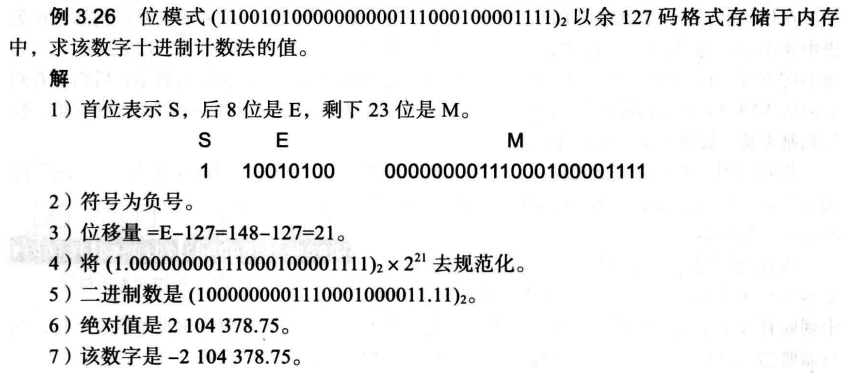 例 3.26 位模式 (11001010000000000111000100001111)₂ 以余 127 码格式存储于内存
中，求该数字十进制计数法的值。
解
1）首位表示 S，后 8 位是 E，剩下 23 位是 M。
S E M
1 10010100 00000000111000100001111
2）符号为负号。
3）位移量 =E−127=148−127=21。
4）将 (1.00000000111000100001111)₂ × 2²¹ 去规范化。
5）二进制数是 (1000000001110001000011.11)₂。
6）绝对值是 2 104 378.75。
7）该数字是 −2 104 378.75。